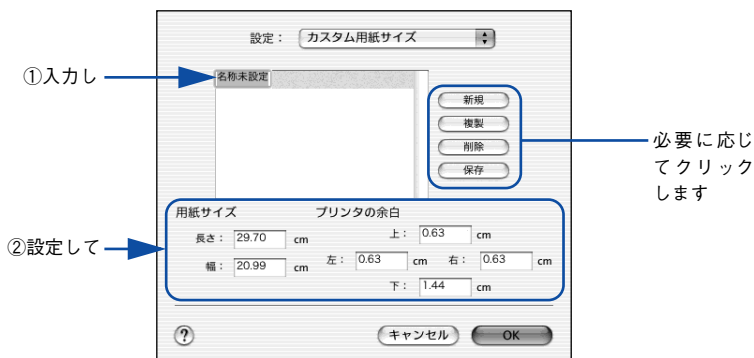 設定： カスタム用紙サイズ
①入力し
名称未設定
新規
複製
削除
保存
必要に応じ
てクリック
します
用紙サイズ プリンタの余白
②設定して
長さ： 29.70 cm
幅： 20.99 cm
上： 0.63 cm
左： 0.63 cm 右： 0.63 cm
下： 1.44 cm
? キャンセル OK